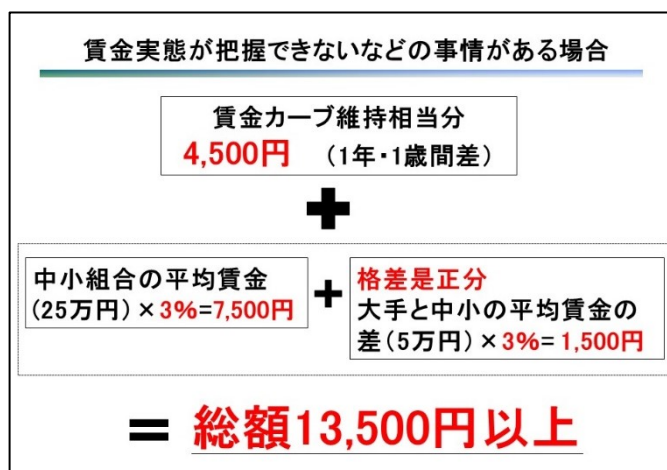 賃金実態が把握できないなどの事情がある場合
賃金カーブ維持相当分
4,500円 (1年・1歳間差)
+
中小組合の平均賃金
(25万円)×3%=7,500円
+
格差是正分
大手と中小の平均賃金の
差(5万円)×3%=1,500円
= 総額13,500円以上